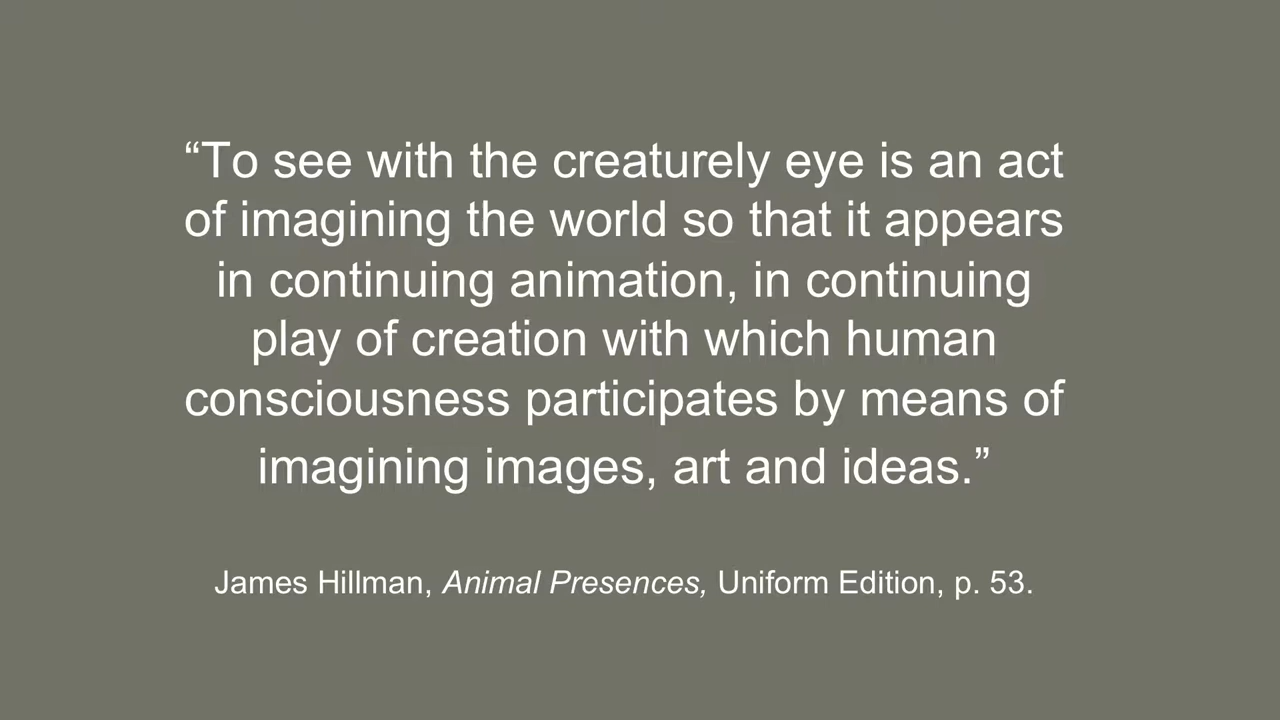 “To see with the creaturely eye is an act
of imagining the world so that it appears
in continuing animation, in continuing
play of creation with which human
consciousness participates by means of
imagining images, art and ideas.”
James Hillman, Animal Presences, Uniform Edition, p. 53.